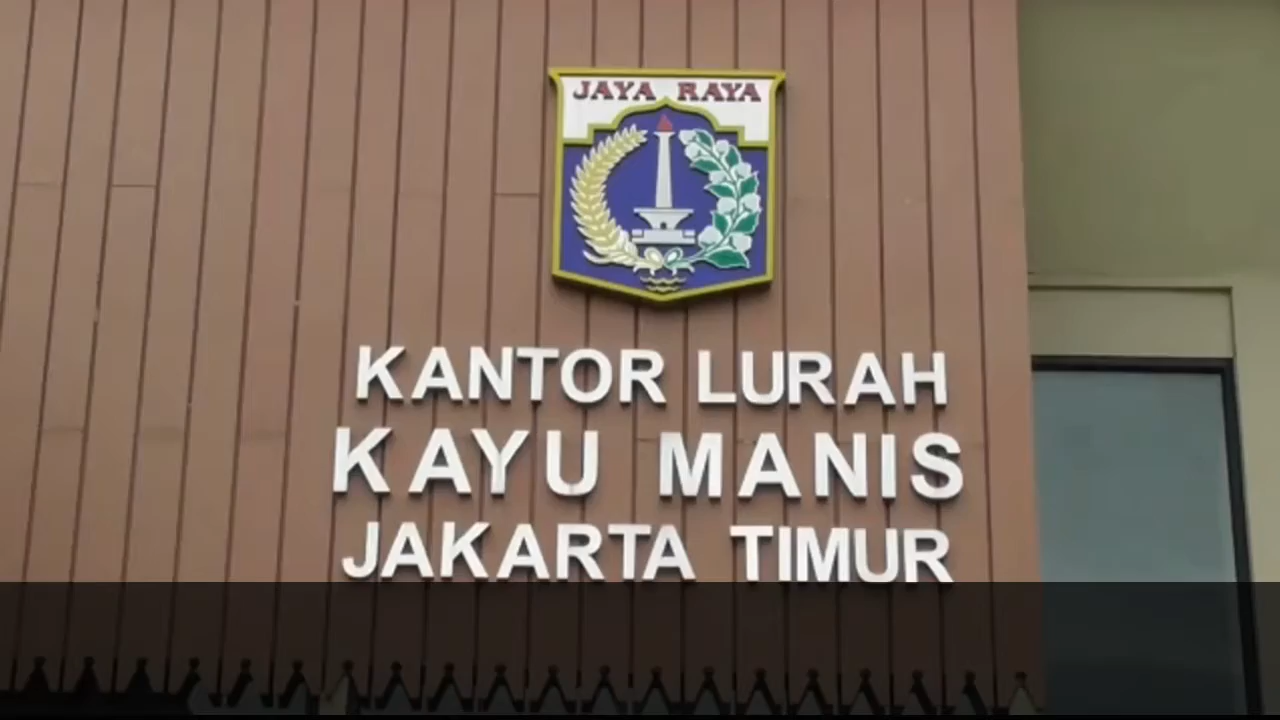 JAYA RAYA
KANTOR LURAH
KAYU MANIS
JAKARTA TIMUR